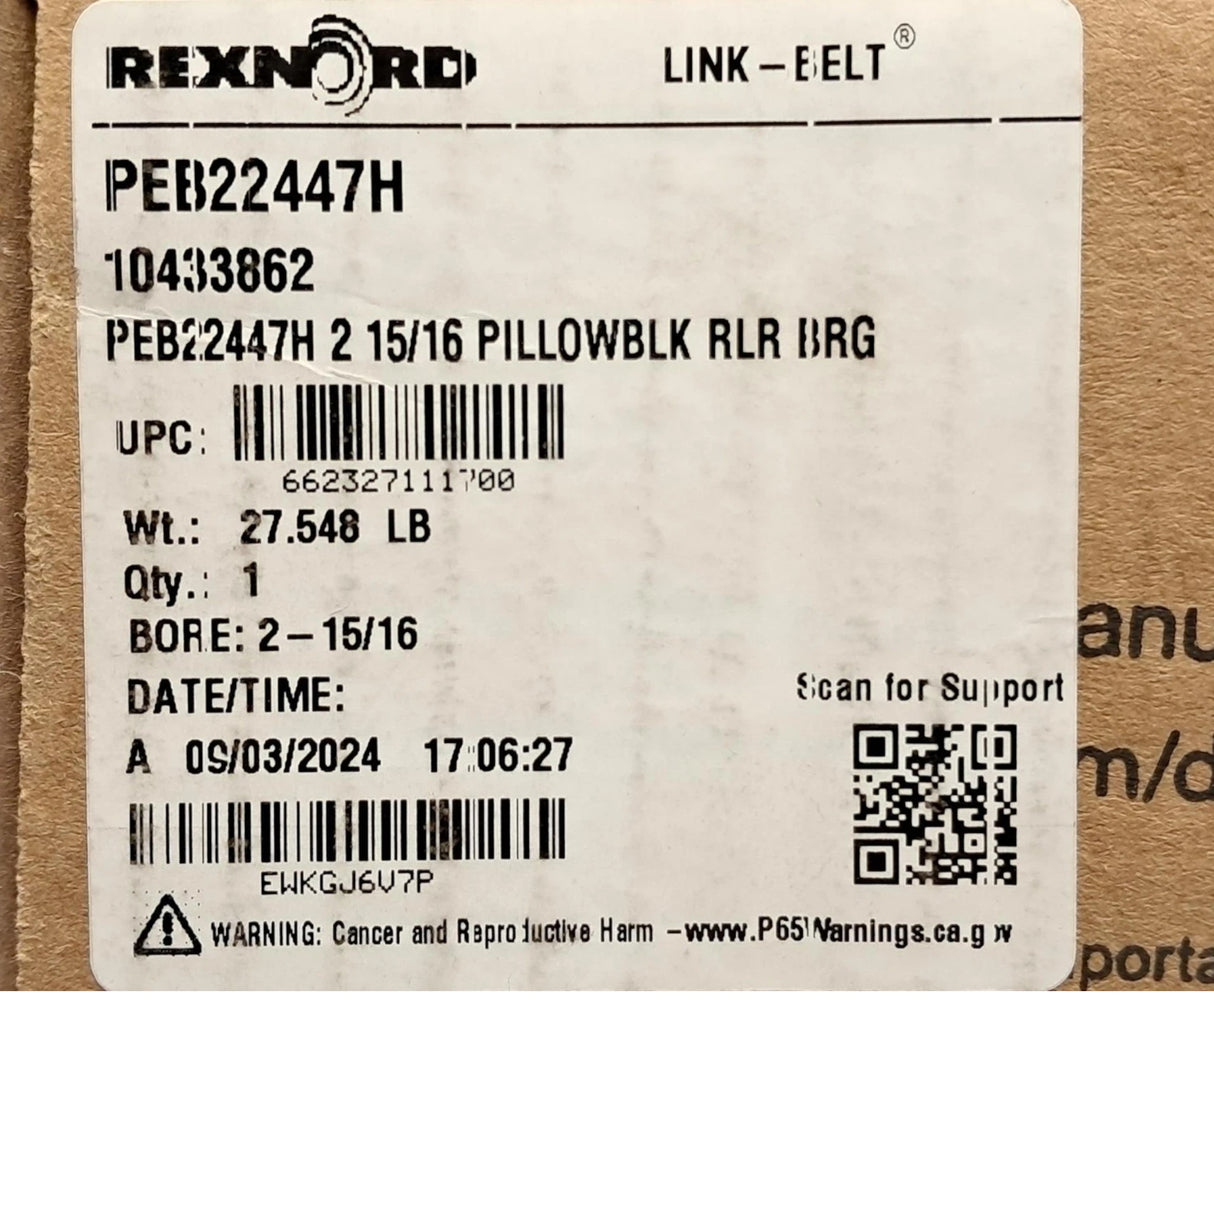 REXNORD LINK-BELT®
PEB22447H
10433862
PEB22447H 2 15/16 PILLOWBLK RLR BRG
UPC:
662327111700
Wt.: 27.548 LB
Qty.: 1
BORE: 2-15/16
DATE/TIME:
Scan for Support
A 09/03/2024 17:06:27
EWKGJ6V7P
WARNING: Cancer and Reproductive Harm -www.P65Warnings.ca.gov
anu
m/d
porta